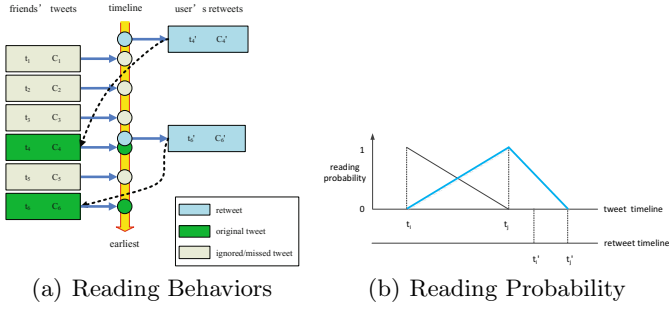 friends' tweets
timeline
user's retweets
t4' C4'
t1 C1
t2 C2
t3 C3
t4 C4
t6' C6'
t5 C5
t6 C6
retweet
original tweet
ignored/missed tweet
earliest
(a) Reading Behaviors
1
reading
probability
0
tweet timeline
ti
tj
retweet timeline
ti'
tj'
(b) Reading Probability